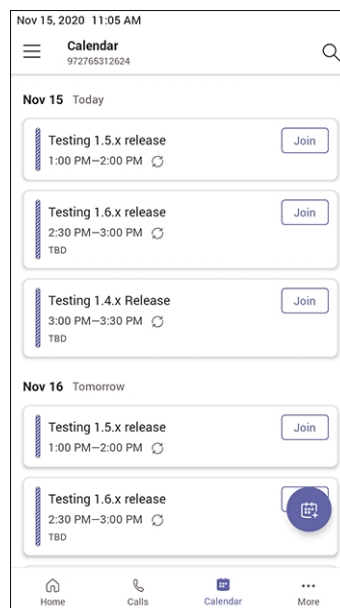 Nov 15, 2020 11:05 AM
Calendar
972765312624
Nov 15 Today
Testing 1.5.x release
Join
1:00 PM—2:00 PM
Testing 1.6.x release
Join
2:30 PM—3:00 PM
TBD
Testing 1.4.x Release
Join
3:00 PM—3:30 PM
TBD
Nov 16 Tomorrow
Testing 1.5.x release
Join
1:00 PM—2:00 PM
Testing 1.6.x release
2:30 PM—3:00 PM
TBD
Home Calls Calendar More